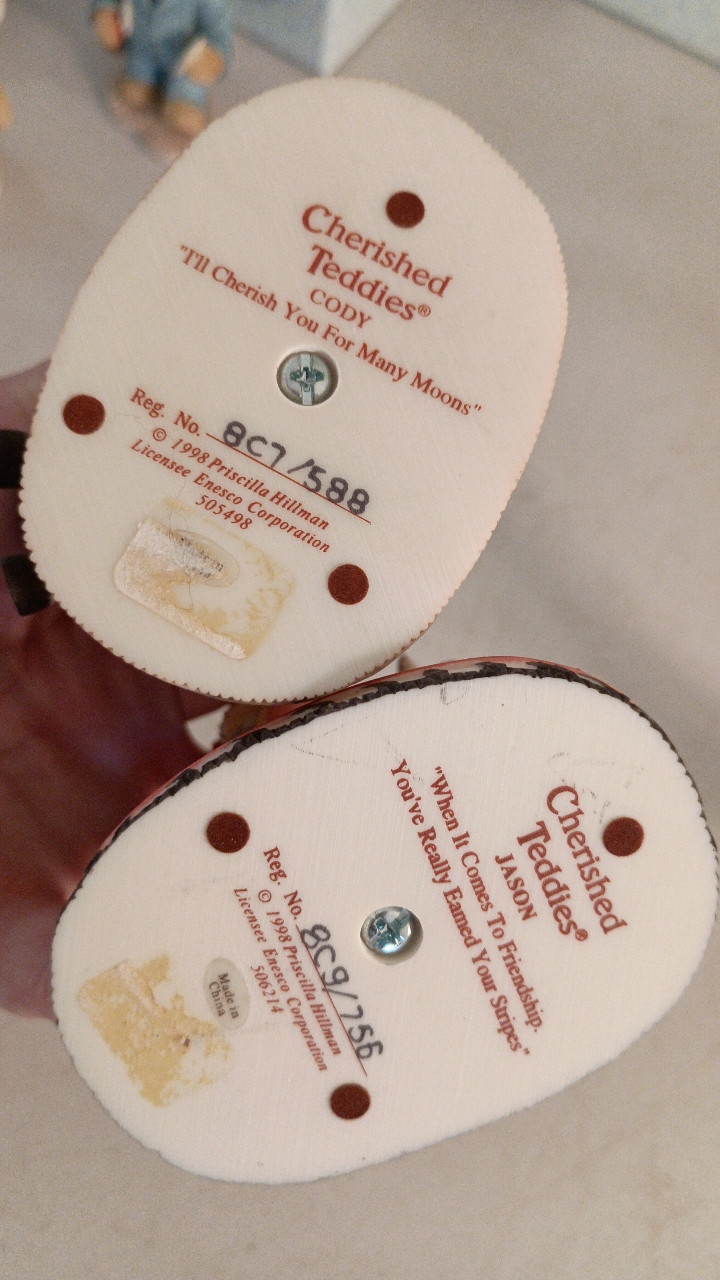 Cherished
Teddies®
CODY
"I'll Cherish You For Many Moons"
Reg. No. 8C7/588
© 1998 Priscilla Hillman
Licensee Enesco Corporation
505498
Cherished
Teddies®
JASON
"When It Comes To Friendship.
You've Really Earned Your Stripes"
Reg. No. 8C9/756
© 1998 Priscilla Hillman
Licensee Enesco Corporation
506214
Made in
China